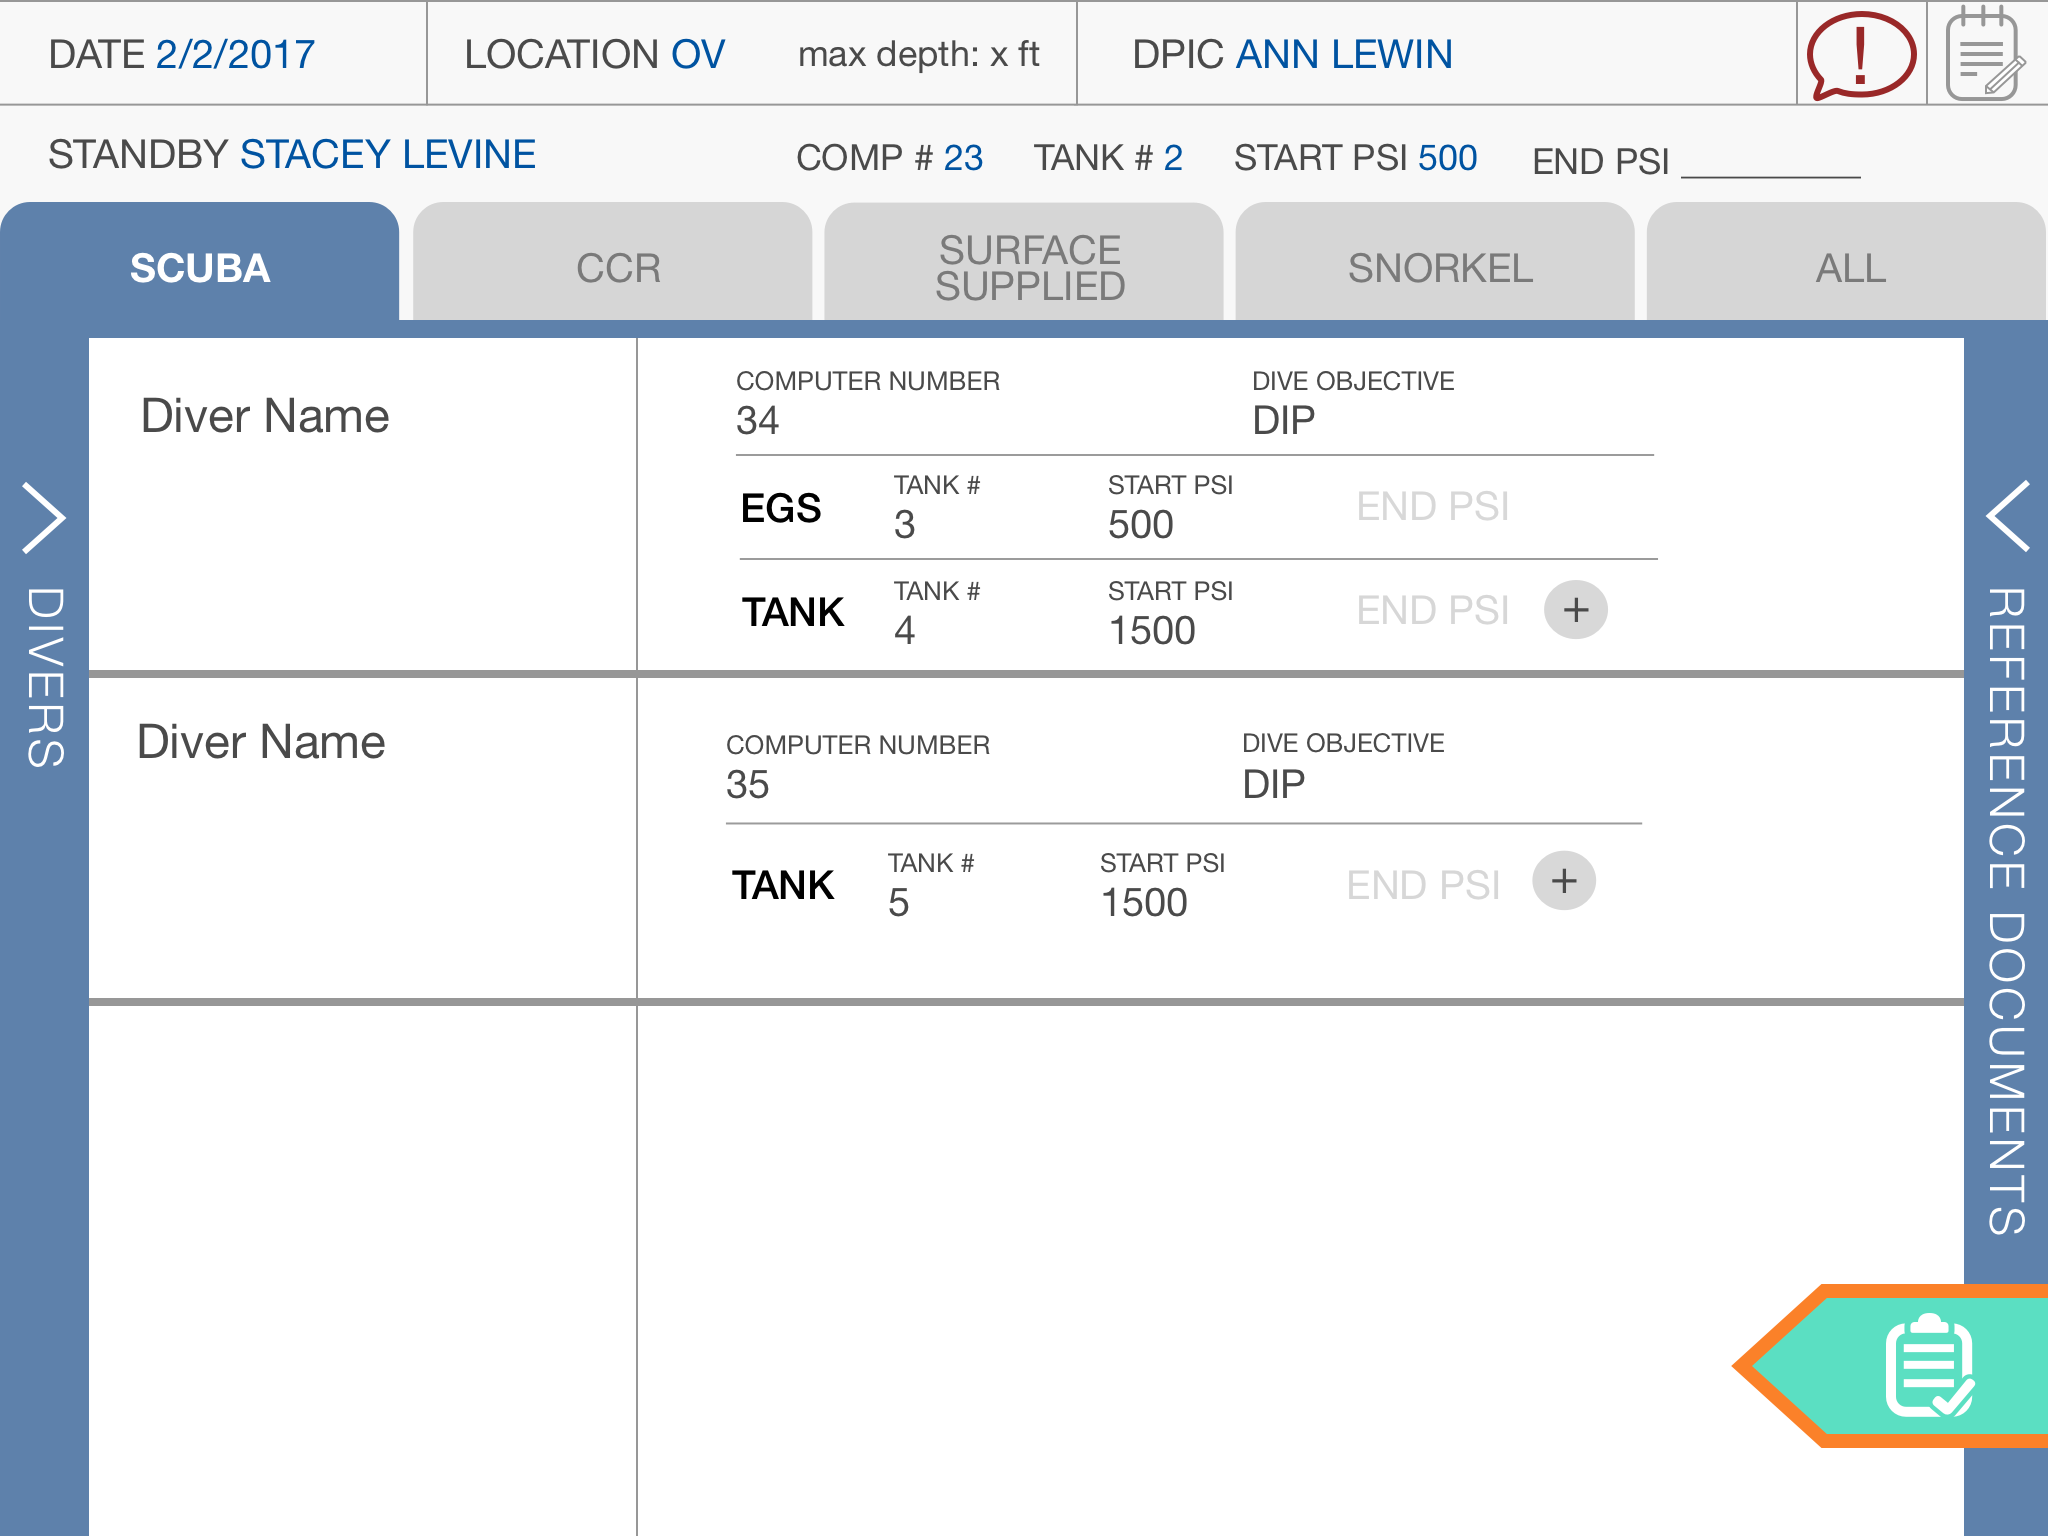 DATE 2/2/2017
LOCATION OV
max depth: x ft
DPIC ANN LEWIN
!
STANDBY STACEY LEVINE
COMP # 23
TANK # 2
START PSI 500
END PSI
SCUBA
CCR
SURFACE
SUPPLIED
SNORKEL
ALL
DIVERS
Diver Name
COMPUTER NUMBER
34
DIVE OBJECTIVE
DIP
EGS
TANK #
3
START PSI
500
END PSI
TANK
TANK #
4
START PSI
1500
END PSI
+
Diver Name
COMPUTER NUMBER
35
DIVE OBJECTIVE
DIP
TANK
TANK #
5
START PSI
1500
END PSI
+
REFERENCE DOCUMENTS